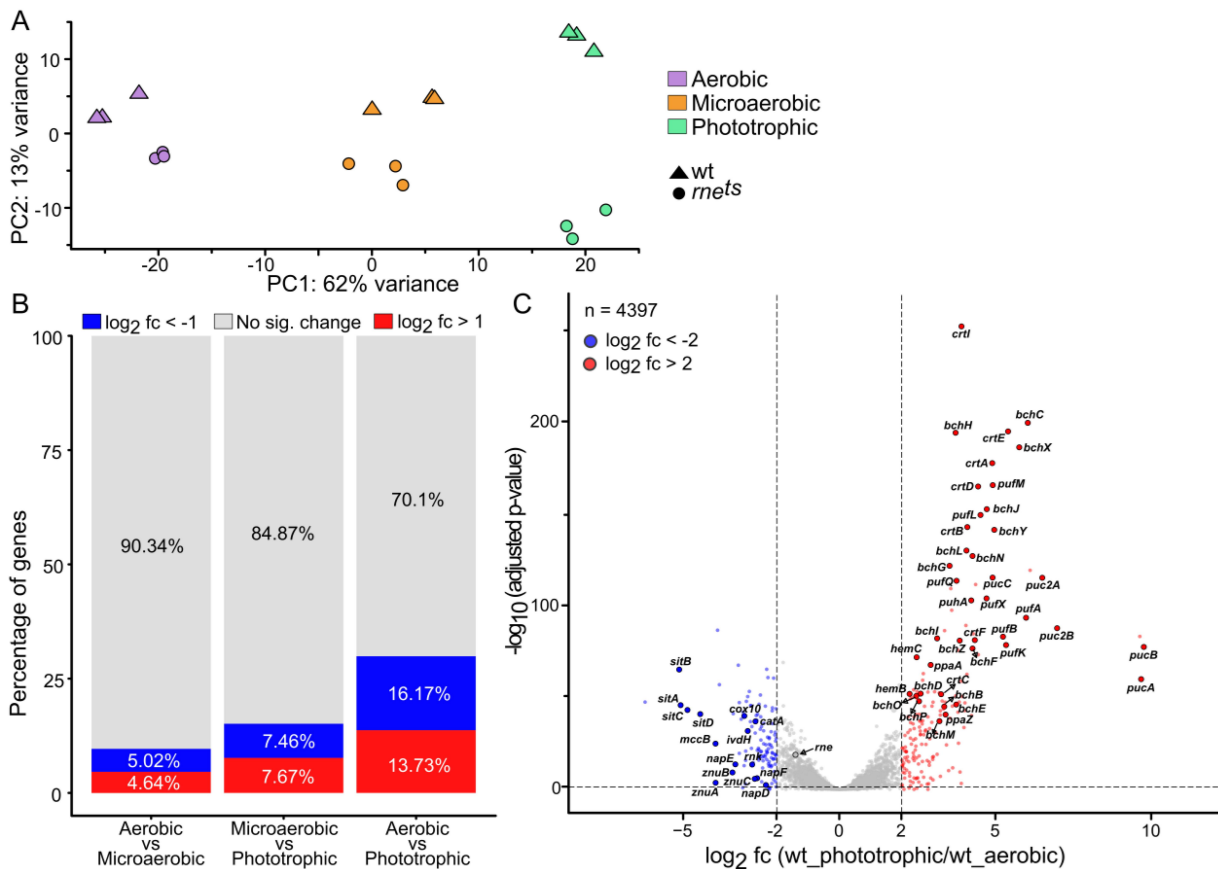 A
PC2: 13% variance
10
0
-10
-20
-10
0
10
20
PC1: 62% variance
Aerobic
Microaerobic
Phototrophic
wt
rnets
B
log2 fc < -1
No sig. change
log2 fc > 1
Percentage of genes
100
75
50
25
0
90.34%
5.02%
4.64%
84.87%
7.46%
7.67%
70.1%
16.17%
13.73%
Aerobic
vs
Microaerobic
Microaerobic
vs
Phototrophic
Aerobic
vs
Phototrophic
C
n = 4397
log2 fc < -2
log2 fc > 2
-log10(adjusted p-value)
200
100
0
crtI
bchC
bchH
crtE
bchX
crtA
crtD
pufM
pufL
bchJ
crtB
bchY
bchL
bchN
bchG
pufQ
pucC
puc2A
puhA
pufX
pufA
puc2B
bchI
crtF
pufB
pufK
bchZ
bchF
hemC
ppaA
pucB
pucA
crtC
hemB
bchD
bchO
bchB
bchP
bchE
ppaZ
bchM
sitB
sitA
sitC
sitD
cox10
catA
mccB
ivdH
rne
napE
rnk
napF
znuB
znuC
znuA
napD
-5
-2
0
2
5
10
log2 fc (wt_phototrophic/wt_aerobic)